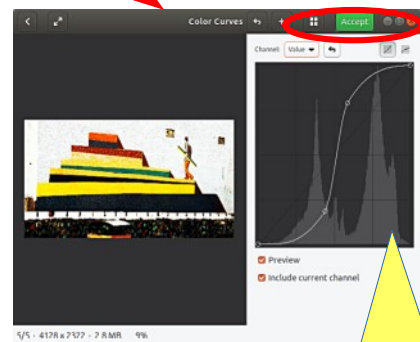 Color Curves
Accept
Channel: Value
Preview
Include current channel
5/5 - 4128 x 2322 - 2.8 MB 9%